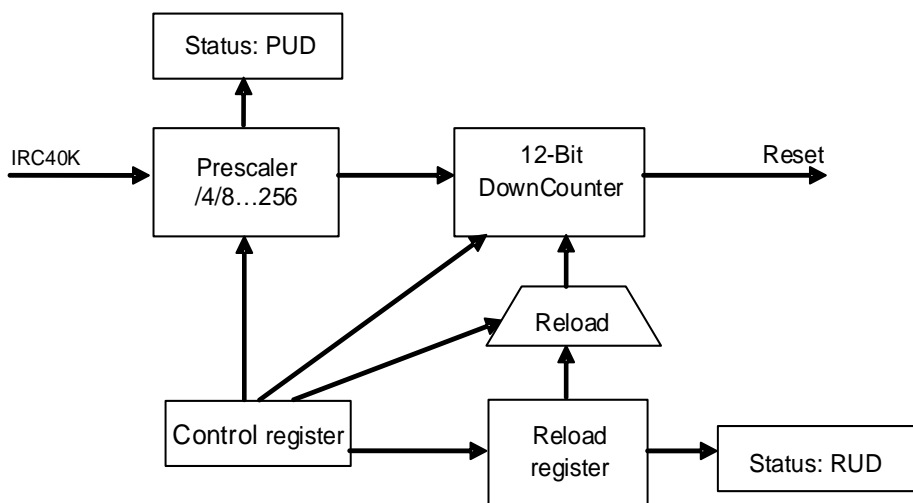 Status: PUD
IRC40K
Prescaler
/4/8…256
12-Bit
DownCounter
Reset
Reload
Control register
Reload
register
Status: RUD